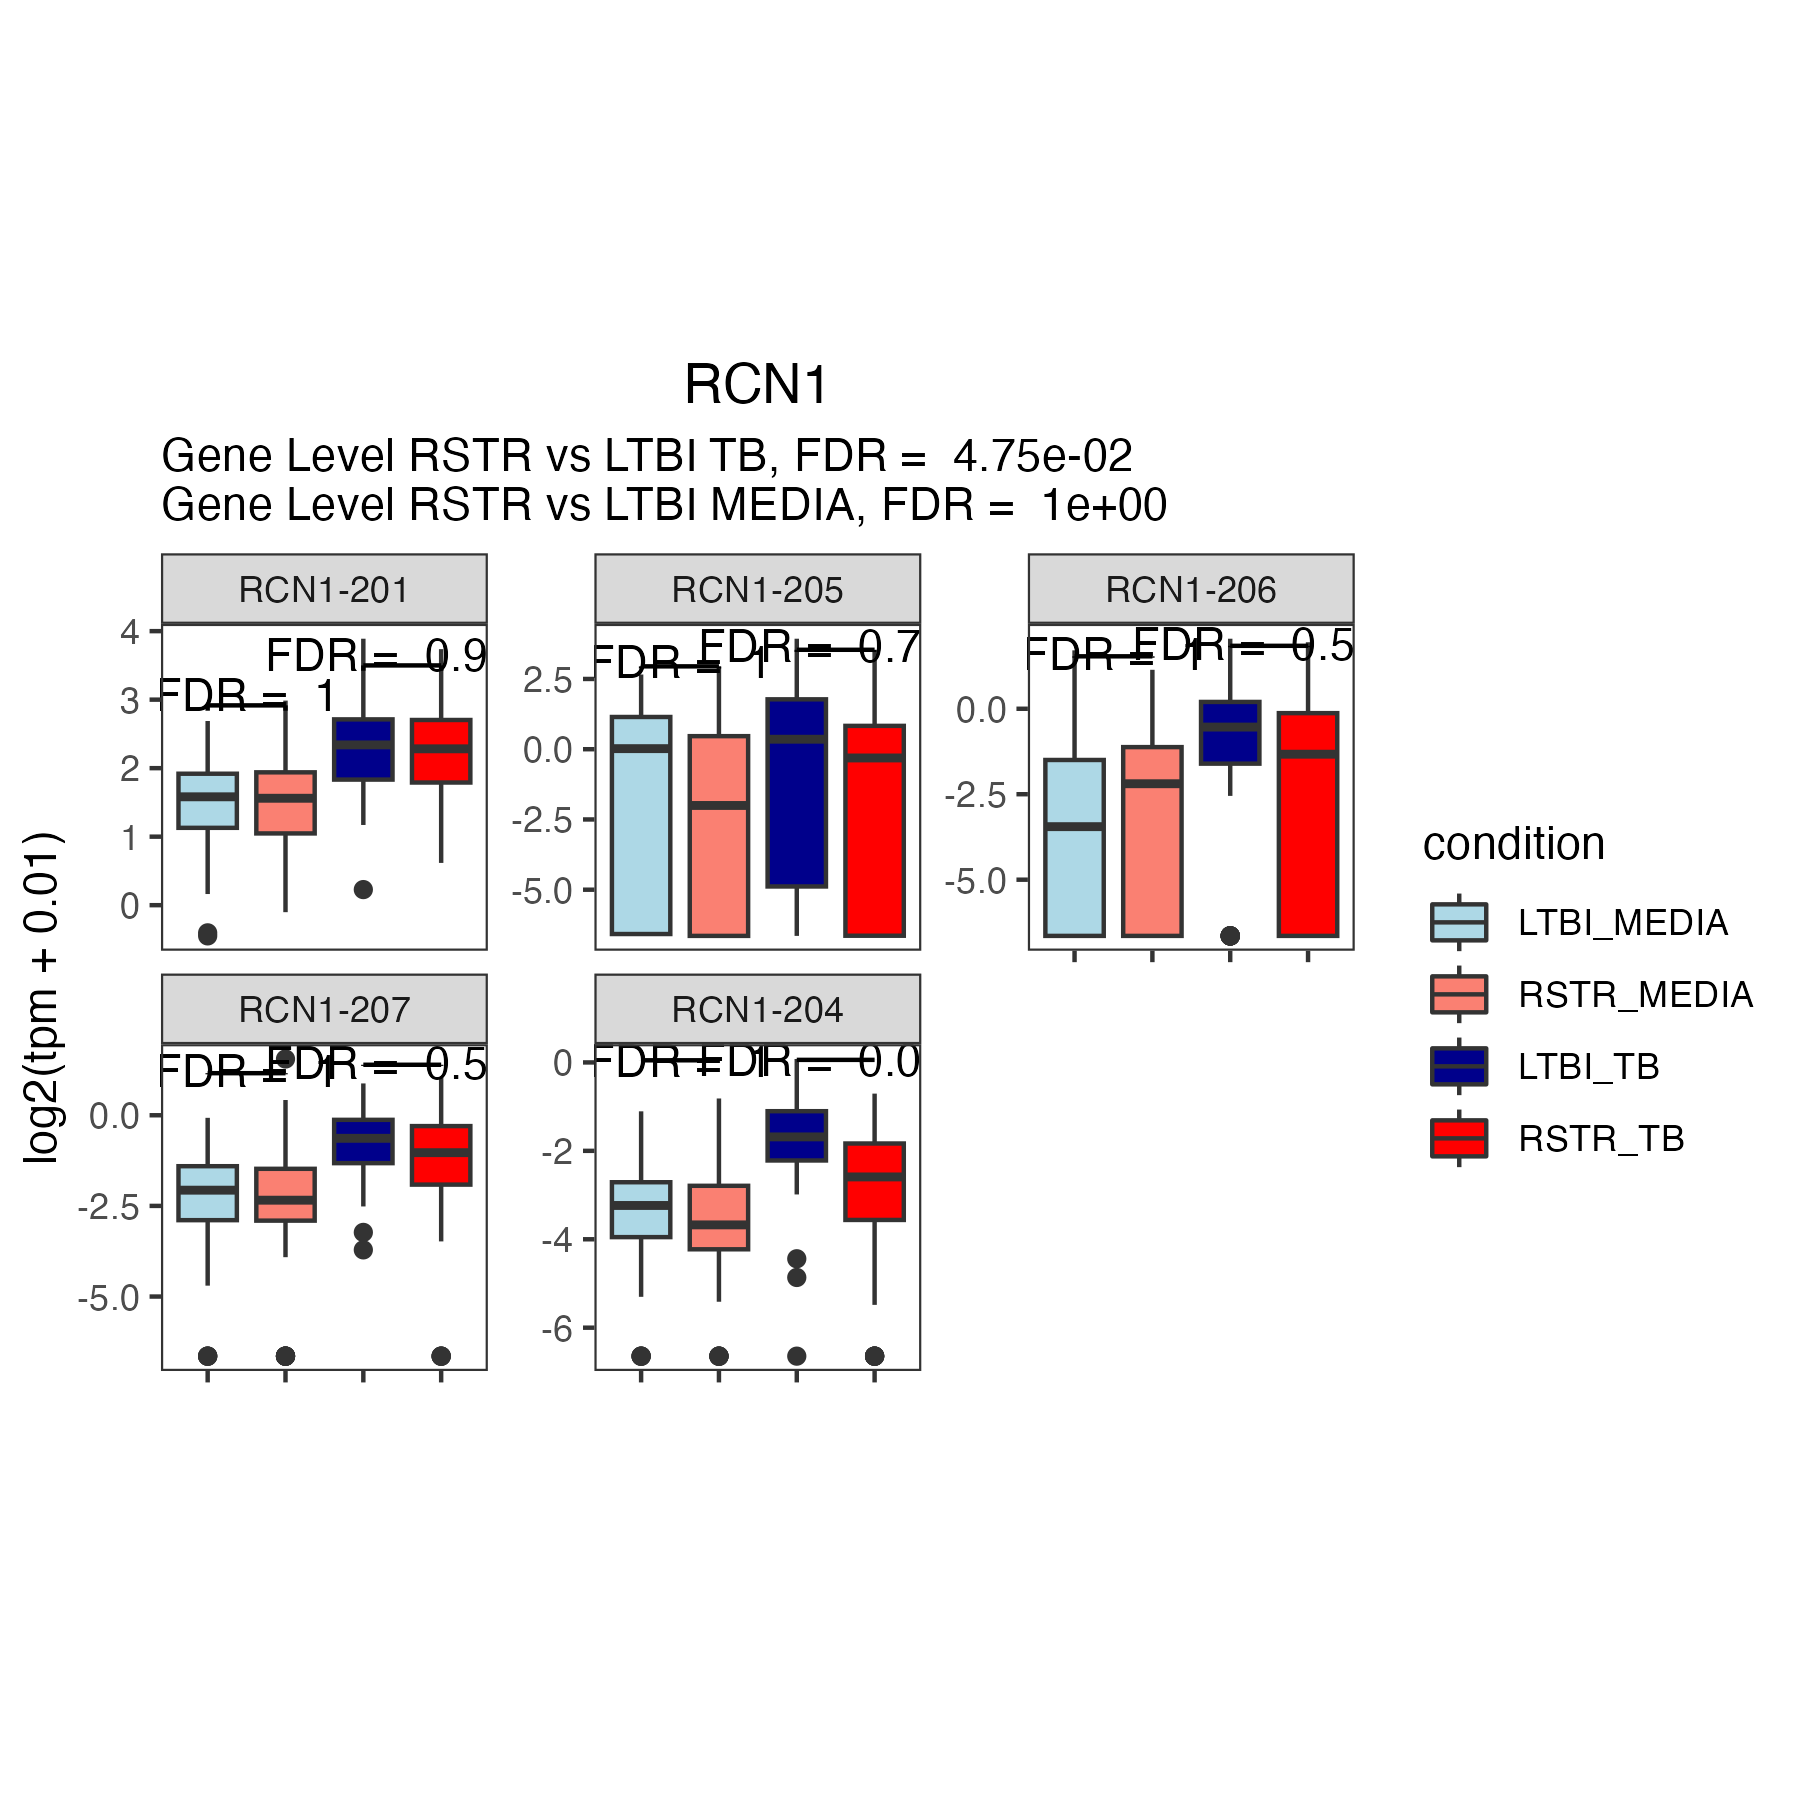 RCN1
Gene Level RSTR vs LTBI TB, FDR = 4.75e-02
Gene Level RSTR vs LTBI MEDIA, FDR = 1e+00
RCN1-201
RCN1-205
RCN1-206
4
3
2
1
0
FDR = 1
FDR = 0.9
2.5
0.0
-2.5
-5.0
FDR = 1
FDR = 0.7
0.0
-2.5
-5.0
FDR = 1
FDR = 0.5
RCN1-207
RCN1-204
0.0
-2.5
-5.0
FDR = 1
FDR = 0.5
0
-2
-4
-6
FDR = 1
FDR = 0.0
log2(tpm + 0.01)
condition
LTBI_MEDIA
RSTR_MEDIA
LTBI_TB
RSTR_TB